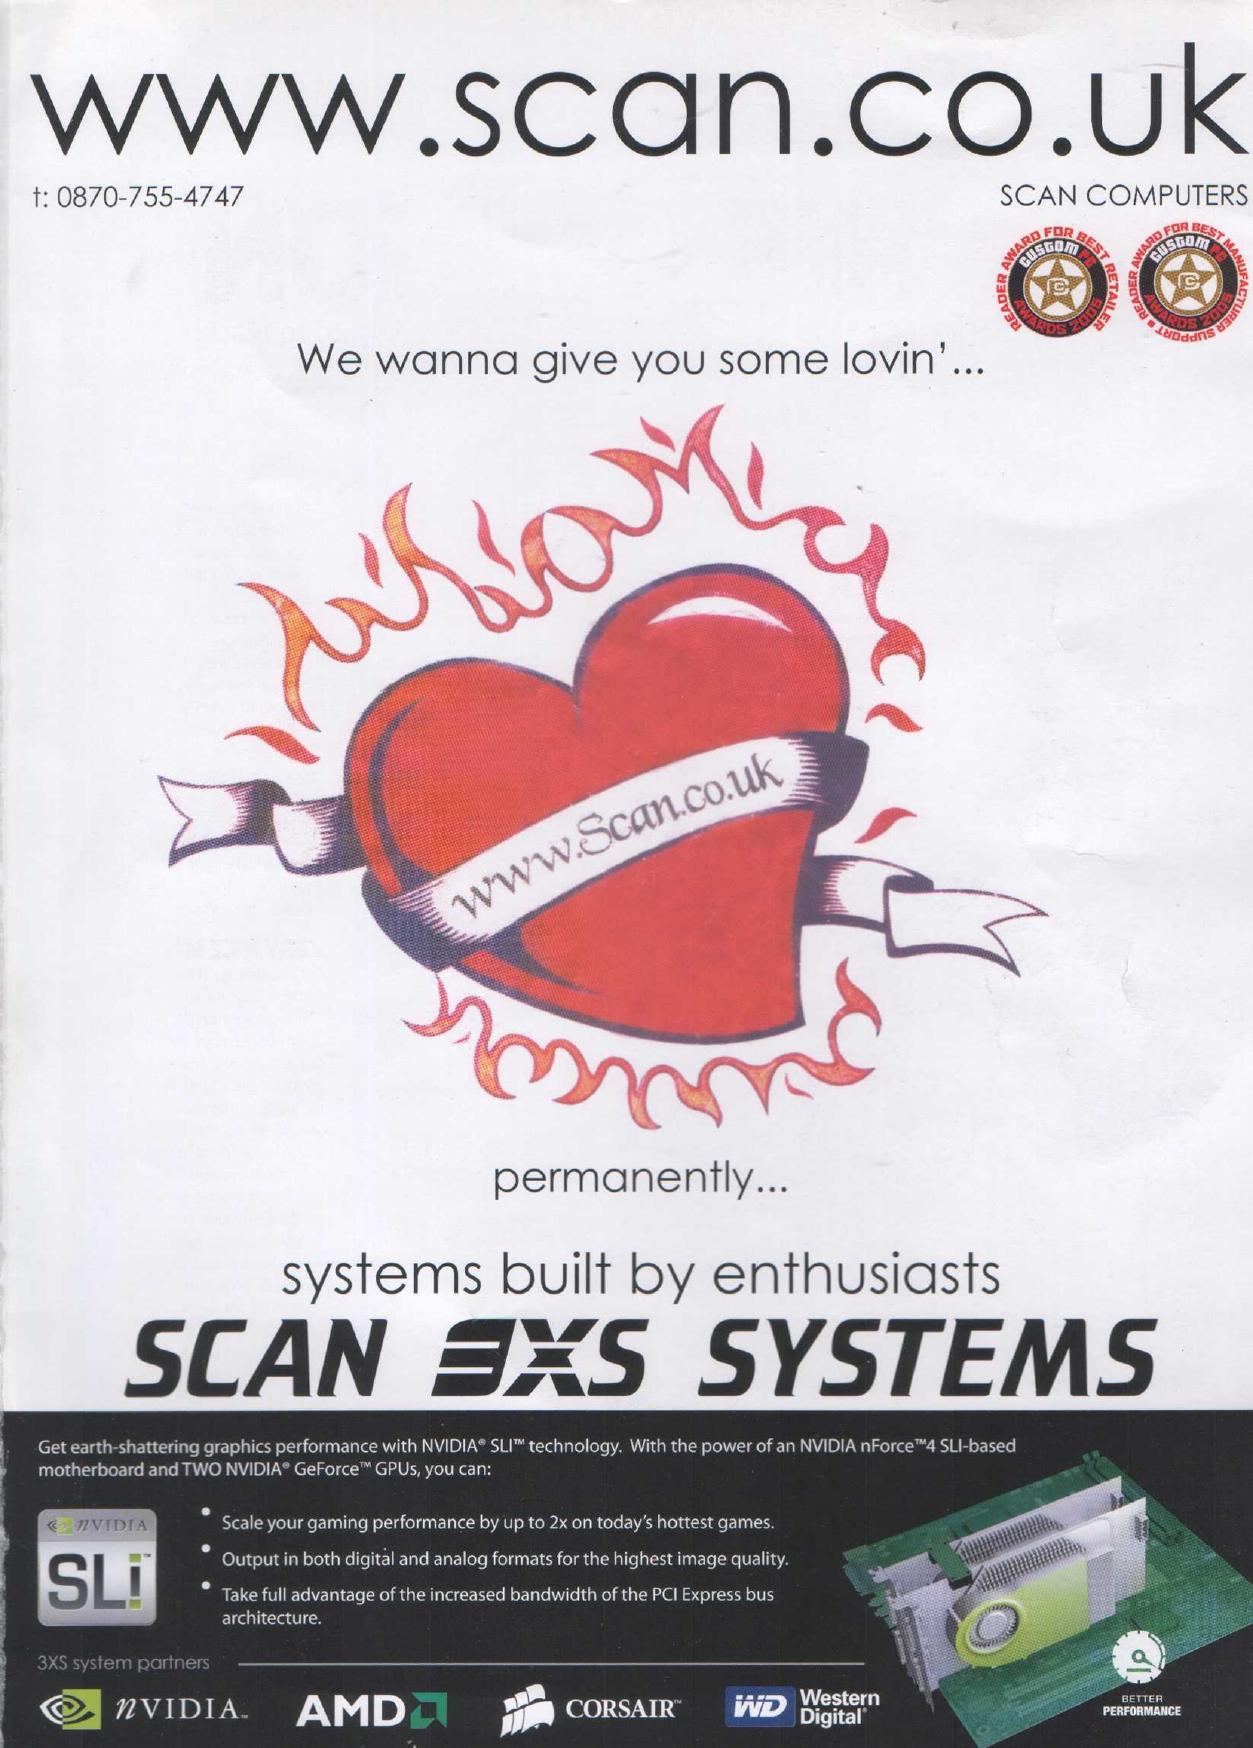 www.scan.co.uk
t: 0870-755-4747
SCAN COMPUTERS
READER AWARD FOR BEST RETAILER
CUSTOM PC
AWARDS 2005
READER AWARD FOR BEST MANUFACTURER SUPPORT
CUSTOM PC
AWARDS 2005
We wanna give you some lovin'...
www.Scan.co.uk
permanently...
systems built by enthusiasts
SCAN 3XS SYSTEMS
Get earth-shattering graphics performance with NVIDIA® SLI™ technology. With the power of an NVIDIA nForce™4 SLI-based
motherboard and TWO NVIDIA® GeForce™ GPUs, you can:
NVIDIA
SLi™
• Scale your gaming performance by up to 2x on today's hottest games.
• Output in both digital and analog formats for the highest image quality.
• Take full advantage of the increased bandwidth of the PCI Express bus
architecture.
3XS system partners
NVIDIA™
AMD
CORSAIR™
WD Western
Digital®
BETTER
PERFORMANCE